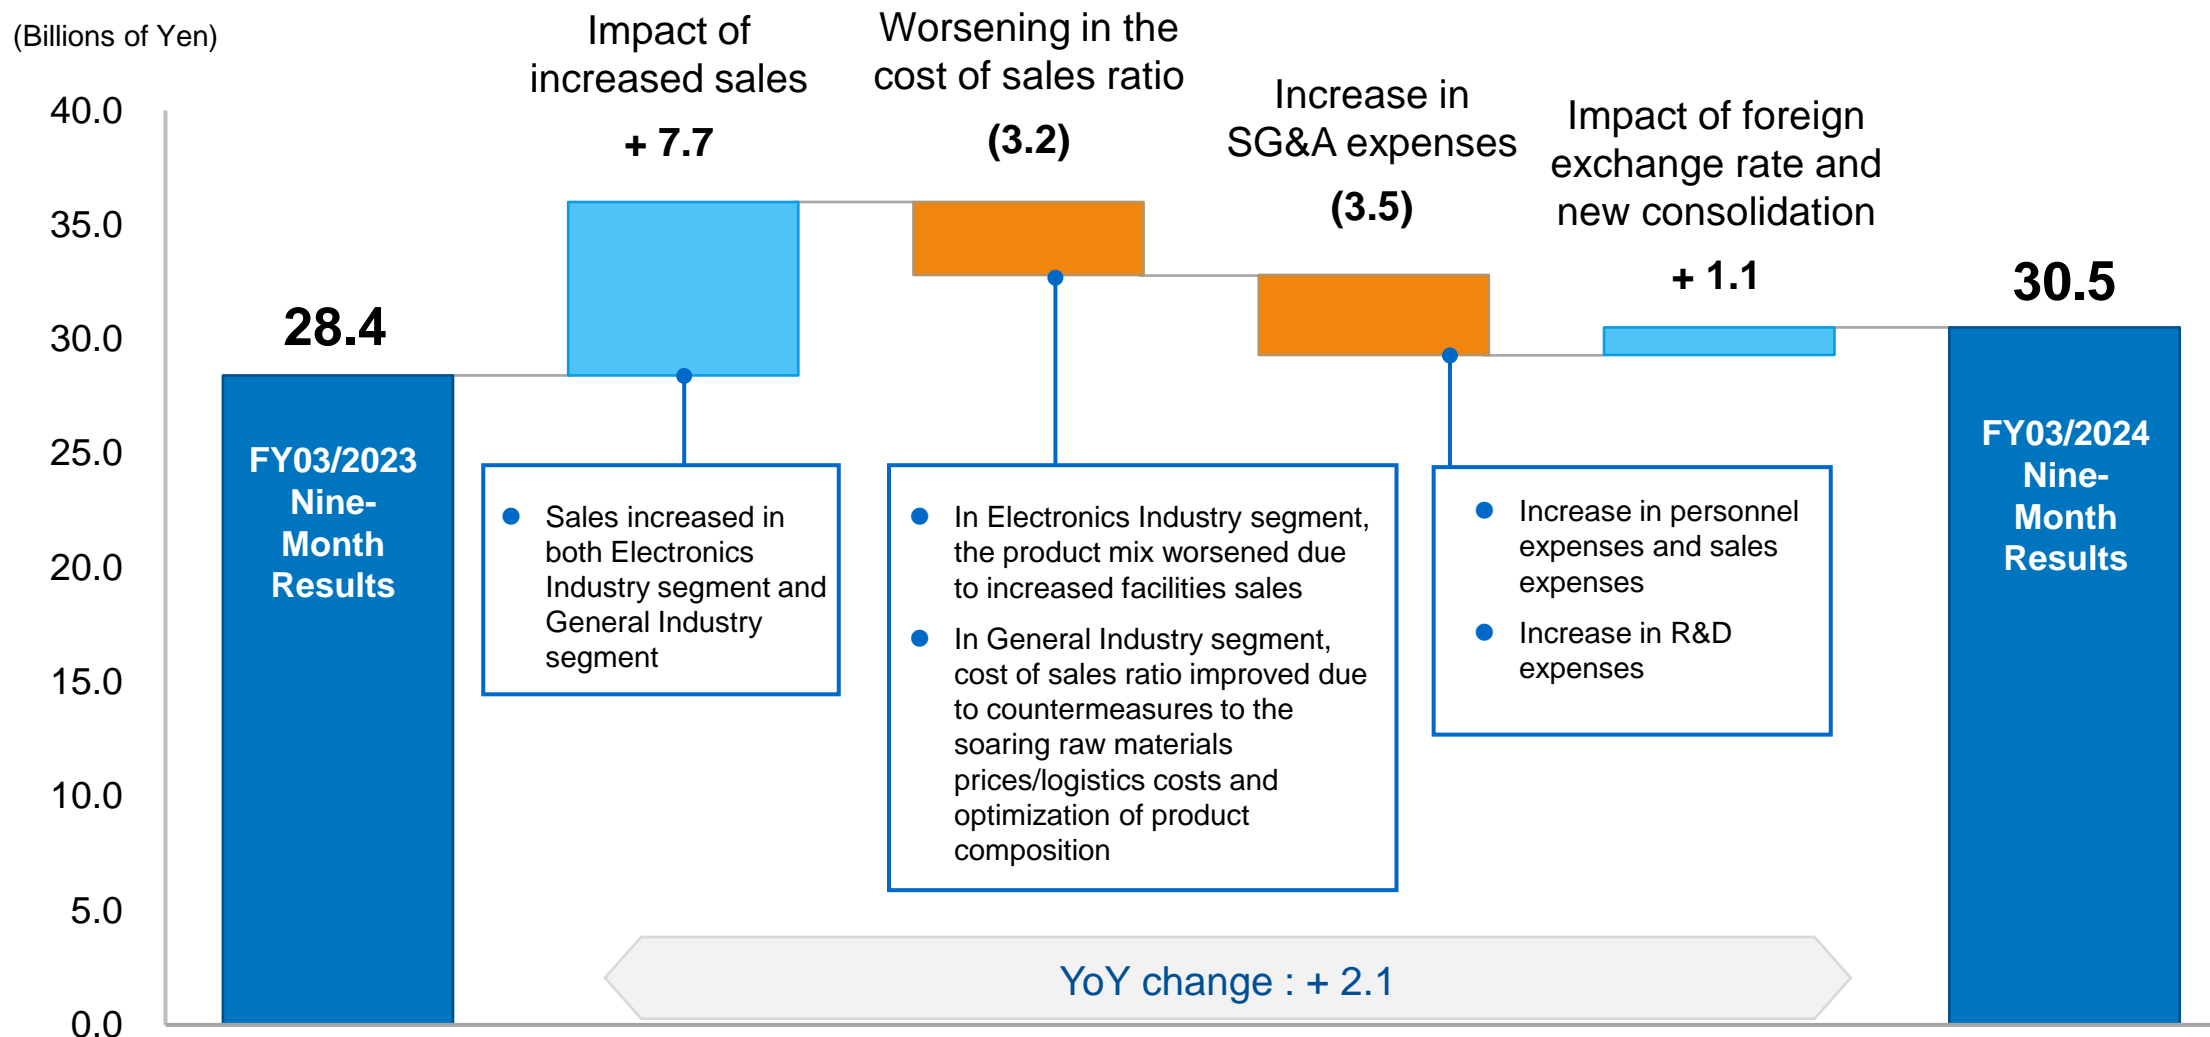 (Billions of Yen)
40.0
35.0
30.0
25.0
20.0
15.0
10.0
5.0
0.0
28.4
FY03/2023
Nine-
Month
Results
Impact of
increased sales
+ 7.7
Sales increased in
both Electronics
Industry segment and
General Industry
segment
Worsening in the
cost of sales ratio
(3.2)
In Electronics Industry segment,
the product mix worsened due
to increased facilities sales
In General Industry segment,
cost of sales ratio improved due
to countermeasures to the
soaring raw materials
prices/logistics costs and
optimization of product
composition
Increase in
SG&A expenses
(3.5)
Increase in personnel
expenses and sales
expenses
Increase in R&D
expenses
Impact of foreign
exchange rate and
new consolidation
+ 1.1
30.5
FY03/2024
Nine-
Month
Results
YoY change : + 2.1